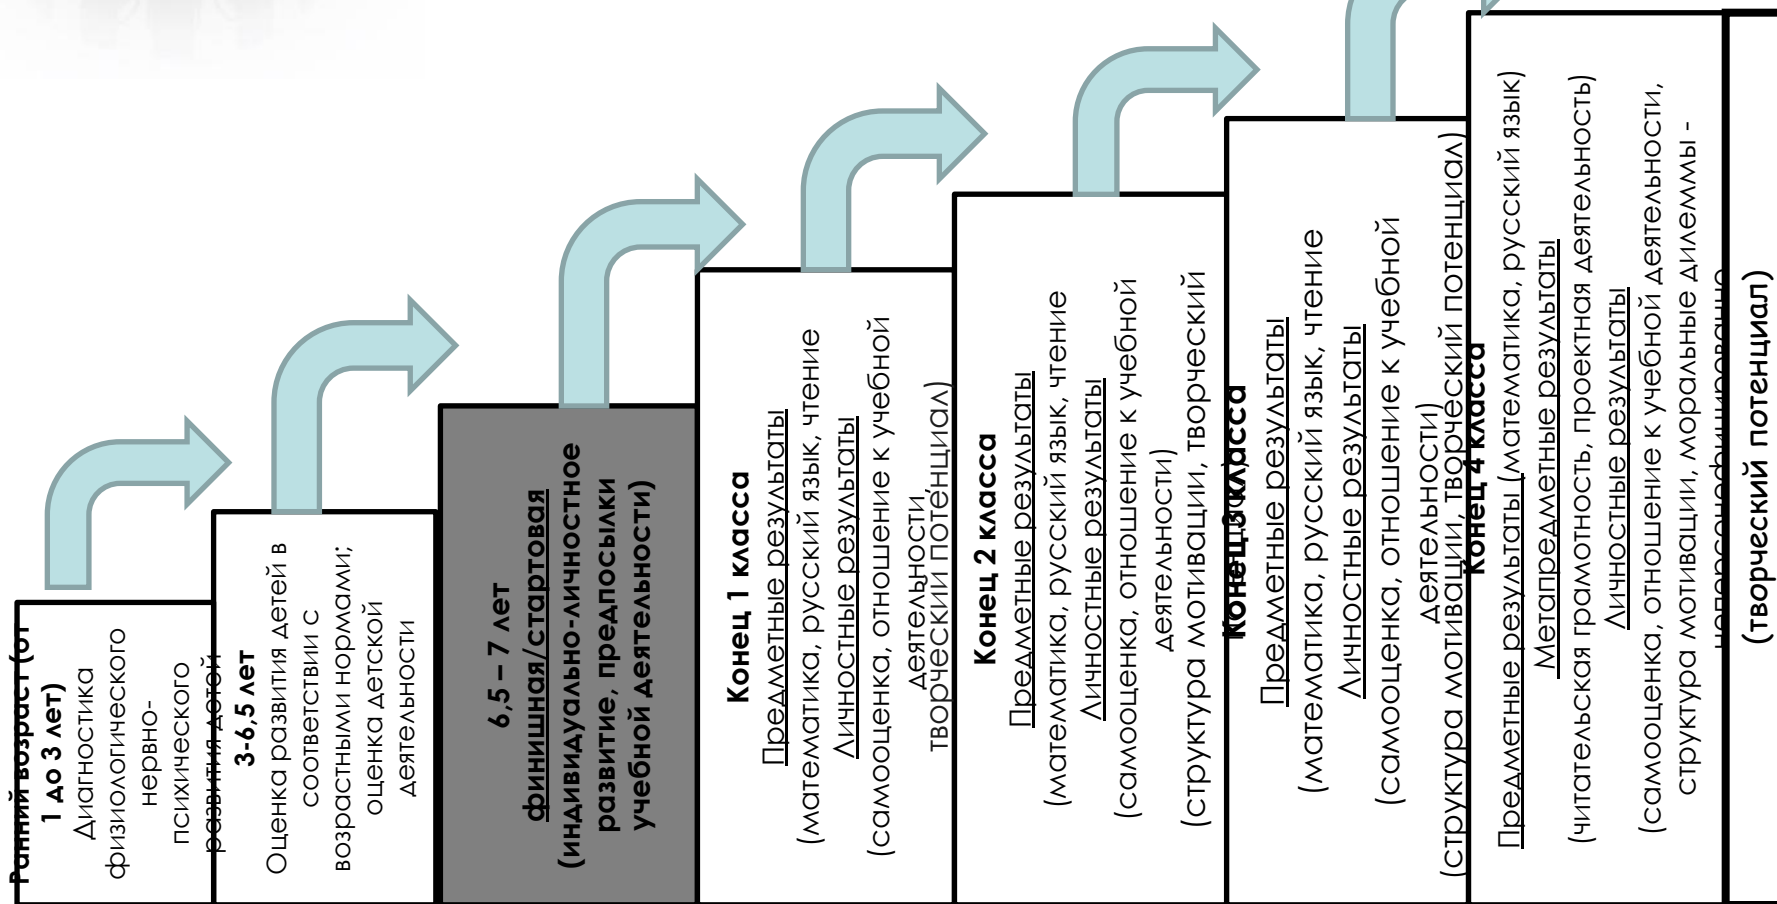 Ранний возраст (от
1 до 3 лет)
Диагностика
физиологического
нервно-
психического
развития детей
3-6,5 лет
Оценка развития детей в
соответствии с
возрастными нормами;
оценка детской
деятельности
6,5 – 7 лет
финишная/стартовая
(индивидуально-личностное
развитие, предпосылки
учебной деятельности)
Конец 1 класса
Предметные результаты
(математика, русский язык, чтение
Личностные результаты
(самооценка, отношение к учебной
деятельности,
творческий потенциал)
Конец 2 класса
Предметные результаты
(математика, русский язык, чтение
Личностные результаты
(самооценка, отношение к учебной
деятельности)
(структура мотивации, творческий
Конец 3 класса
Предметные результаты
(математика, русский язык, чтение
Личностные результаты
(самооценка, отношение к учебной
деятельности)
(структура мотивации, творческий потенциал)
Конец 4 класса
Предметные результаты (математика, русский язык)
Метапредметные результаты
(читательская грамотность, проектная деятельность)
Личностные результаты
(самооценка, отношение к учебной деятельности,
структура мотивации, моральные дилеммы -
неперсонифицированно
(творческий потенциал)